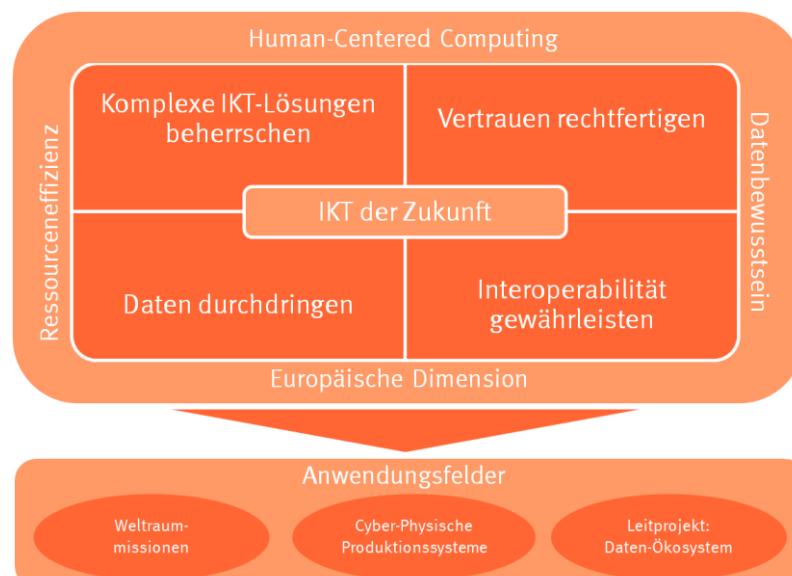 Human-Centered Computing
Ressourceneffizienz
Komplexe IKT-Lösungen
beherrschen
Vertrauen rechtfertigen
Datenbewusstsein
IKT der Zukunft
Daten durchdringen
Interoperabilität
gewährleisten
Europäische Dimension
Anwendungsfelder
Weltraum-
missionen
Cyber-Physische
Produktionssysteme
Leitprojekt:
Daten-Ökosystem